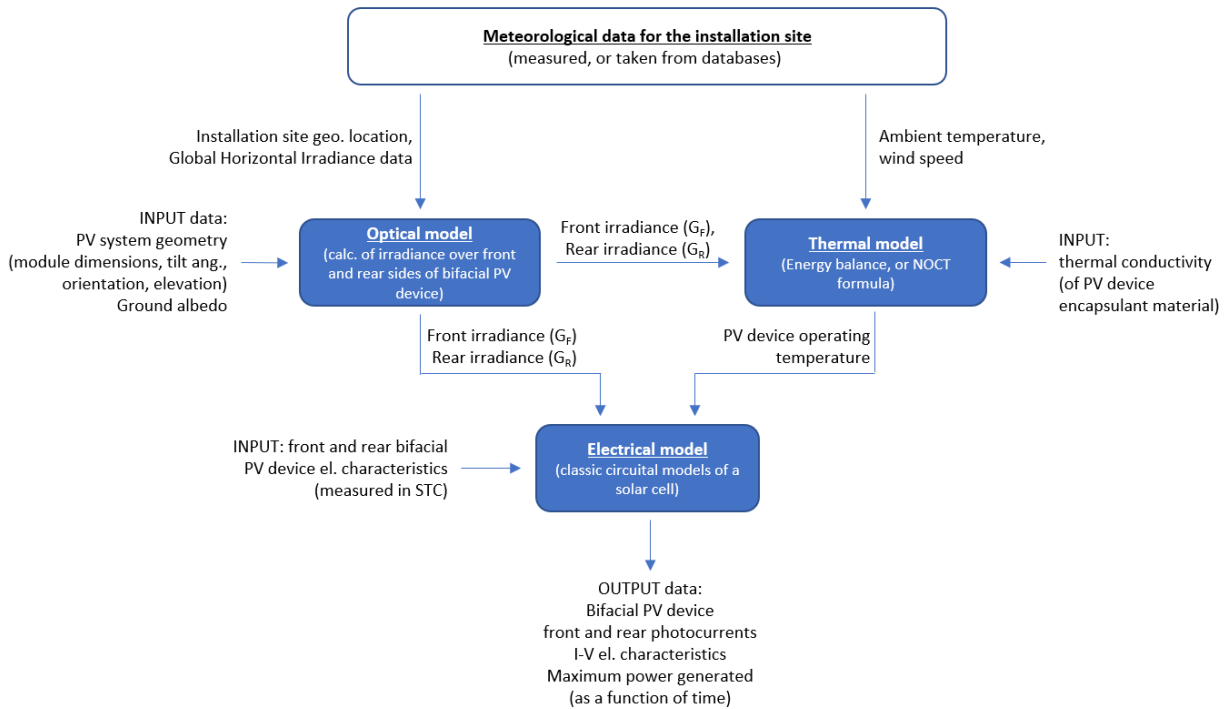 Meteorological data for the installation site
(measured, or taken from databases)
Installation site geo. location,
Global Horizontal Irradiance data
Ambient temperature,
wind speed
INPUT data:
PV system geometry
(module dimensions, tilt ang.,
orientation, elevation)
Ground albedo
Optical model
(calc. of irradiance over front
and rear sides of bifacial PV
device)
Front irradiance (GF),
Rear irradiance (GR)
Thermal model
(Energy balance, or NOCT
formula)
INPUT:
thermal conductivity
(of PV device
encapsulant material)
Front irradiance (GF)
Rear irradiance (GR)
PV device operating
temperature
INPUT: front and rear bifacial
PV device el. characteristics
(measured in STC)
Electrical model
(classic circuital models of a
solar cell)
OUTPUT data:
Bifacial PV device
front and rear photocurrents
I-V el. characteristics
Maximum power generated
(as a function of time)